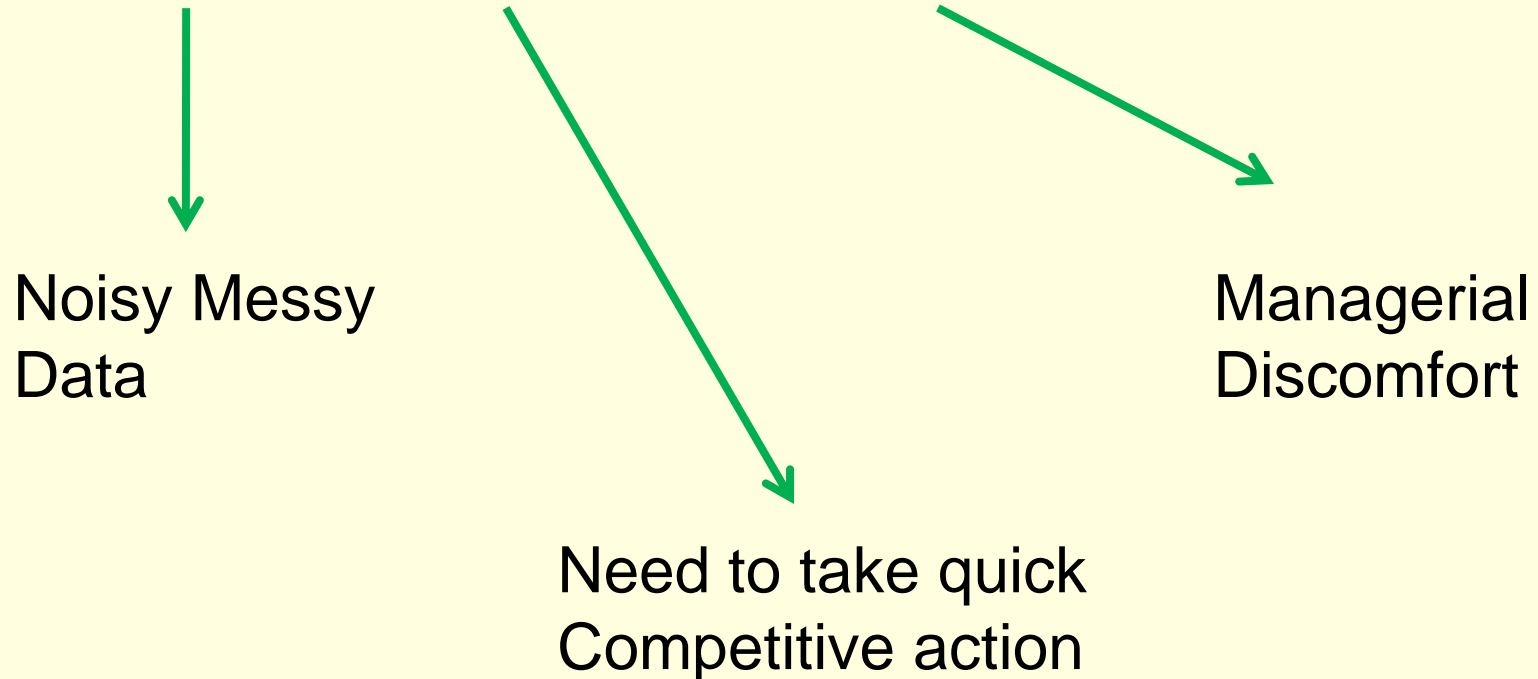 Noisy Messy
Data
Managerial
Discomfort
Need to take quick
Competitive action